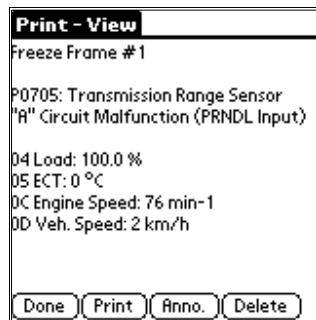 Print - View
Freeze Frame #1
P0705: Transmission Range Sensor
"A" Circuit Malfunction (PRNDL Input)
04 Load: 100.0 %
05 ECT: 0 °C
0C Engine Speed: 76 min-1
0D Veh. Speed: 2 km/h
Done Print Anno. Delete